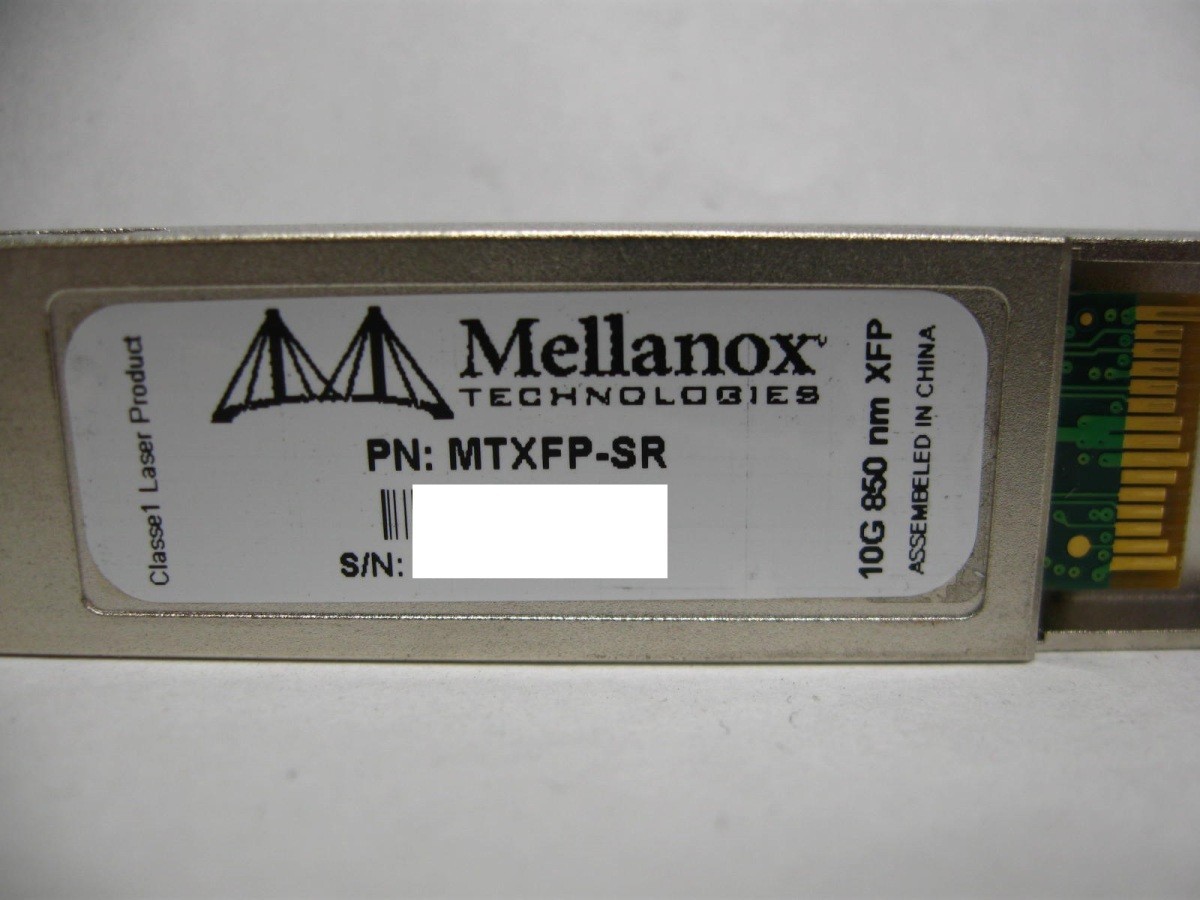 Classe1 Laser Product
Mellanox
TECHNOLOGIES
PN: MTXFP-SR
S/N:
10G 850 nm XFP
ASSEMBELED IN CHINA